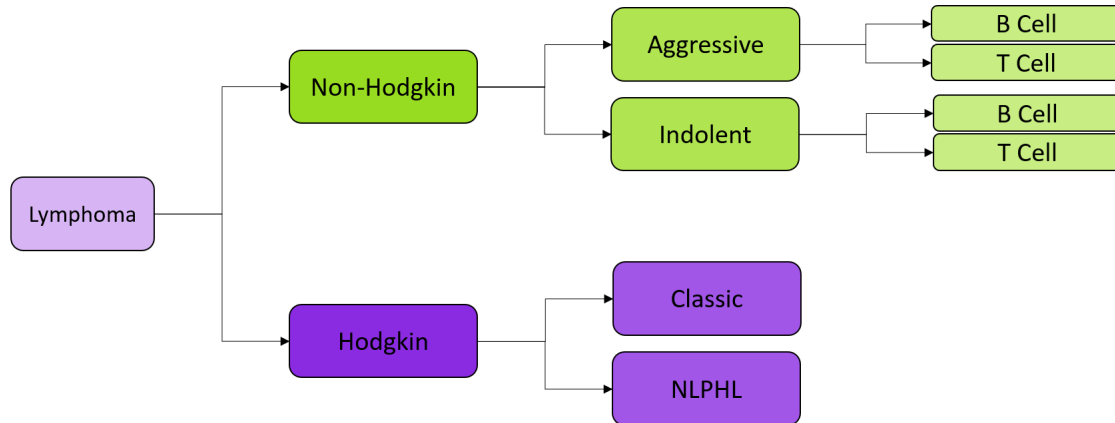 Lymphoma
Non-Hodgkin
Aggressive
B Cell
T Cell
Indolent
B Cell
T Cell
Hodgkin
Classic
NLPHL